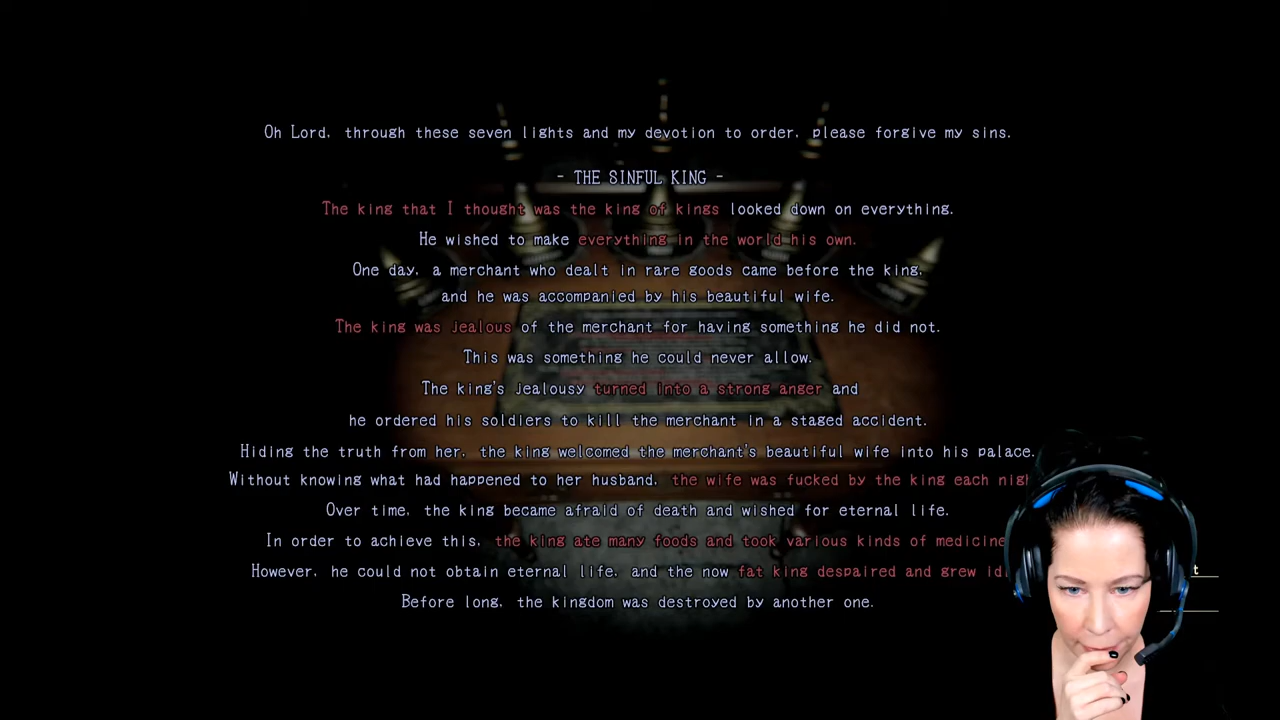 Oh Lord, through these seven lights and my devotion to order, please forgive my sins.
- THE SINFUL KING -
The king that I thought was the king of kings looked down on everything.
He wished to make everything in the world his own.
One day, a merchant who dealt in rare goods came before the king,
and he was accompanied by his beautiful wife.
The king was jealous of the merchant for having something he did not.
This was something he could never allow.
The king's jealousy turned into a strong anger and
he ordered his soldiers to kill the merchant in a staged accident.
Hiding the truth from her, the king welcomed the merchant's beautiful wife into his palace.
Without knowing what had happened to her husband, the wife was fucked by the king each
Over time, the king became afraid of death and wished for eternal life.
In order to achieve this, the king ate many foods and took various kinds of medicine
However, he could not obtain eternal life, and the now fat king despaired and grew
Before long, the kingdom was destroyed by another one.